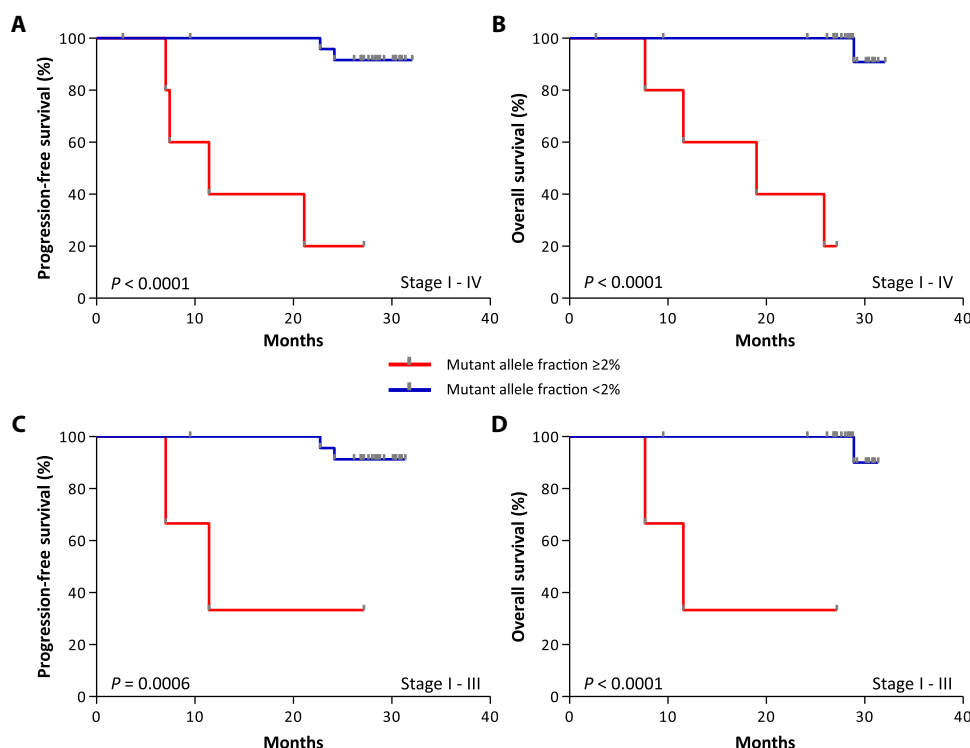 A
Progression-free survival (%)
100
80
60
40
20
0
P < 0.0001
Stage I - IV
0 10 20 30 40
Months
B
Overall survival (%)
100
80
60
40
20
0
P < 0.0001
Stage I - IV
0 10 20 30 40
Months
Mutant allele fraction ≥2%
Mutant allele fraction <2%
C
Progression-free survival (%)
100
80
60
40
20
0
P = 0.0006
Stage I - III
0 10 20 30 40
Months
D
Overall survival (%)
100
80
60
40
20
0
P < 0.0001
Stage I - III
0 10 20 30 40
Months